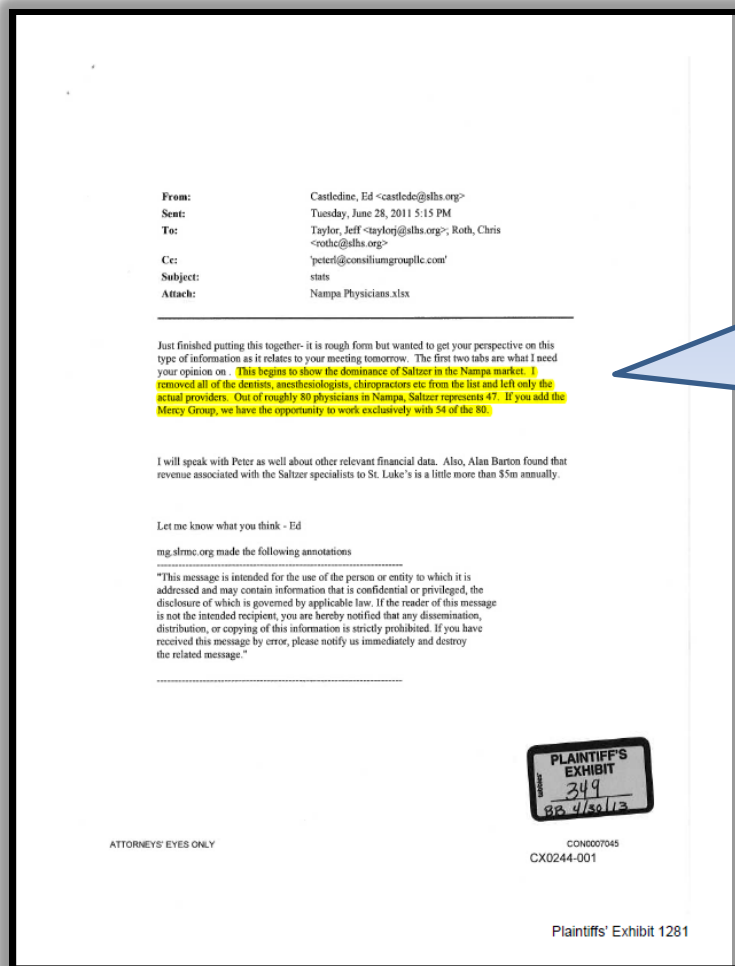 From: Castledine, Ed <castlede@slhs.org>
Sent: Tuesday, June 28, 2011 5:15 PM
To: Taylor, Jeff <taylorj@slhs.org>; Roth, Chris
<rothc@slhs.org>
Cc: 'peterl@consiliumgroupllc.com'
Subject: stats
Attach: Nampa Physicians.xlsx
Just finished putting this together- it is rough form but wanted to get your perspective on this
type of information as it relates to your meeting tomorrow. The first two tabs are what I need
your opinion on . This begins to show the dominance of Saltzer in the Nampa market. I
removed all of the dentists, anesthesiologists, chiropractors etc from the list and left only the
actual providers. Out of roughly 80 physicians in Nampa, Saltzer represents 47. If you add the
Mercy Group, we have the opportunity to work exclusively with 54 of the 80.
I will speak with Peter as well about other relevant financial data. Also, Alan Barton found that
revenue associated with the Saltzer specialists to St. Luke's is a little more than $5m annually.
Let me know what you think - Ed
mg.slrmc.org made the following annotations
---------------------------------------------------------------------
"This message is intended for the use of the person or entity to which it is
addressed and may contain information that is confidential or privileged, the
disclosure of which is governed by applicable law. If the reader of this message
is not the intended recipient, you are hereby notified that any dissemination,
distribution, or copying of this information is strictly prohibited. If you have
received this message by error, please notify us immediately and destroy
the related message."
---------------------------------------------------------------------
PLAINTIFF'S
EXHIBIT
349
BB 4/30/13
ATTORNEYS' EYES ONLY
CON0007045
CX0244-001
Plaintiffs' Exhibit 1281